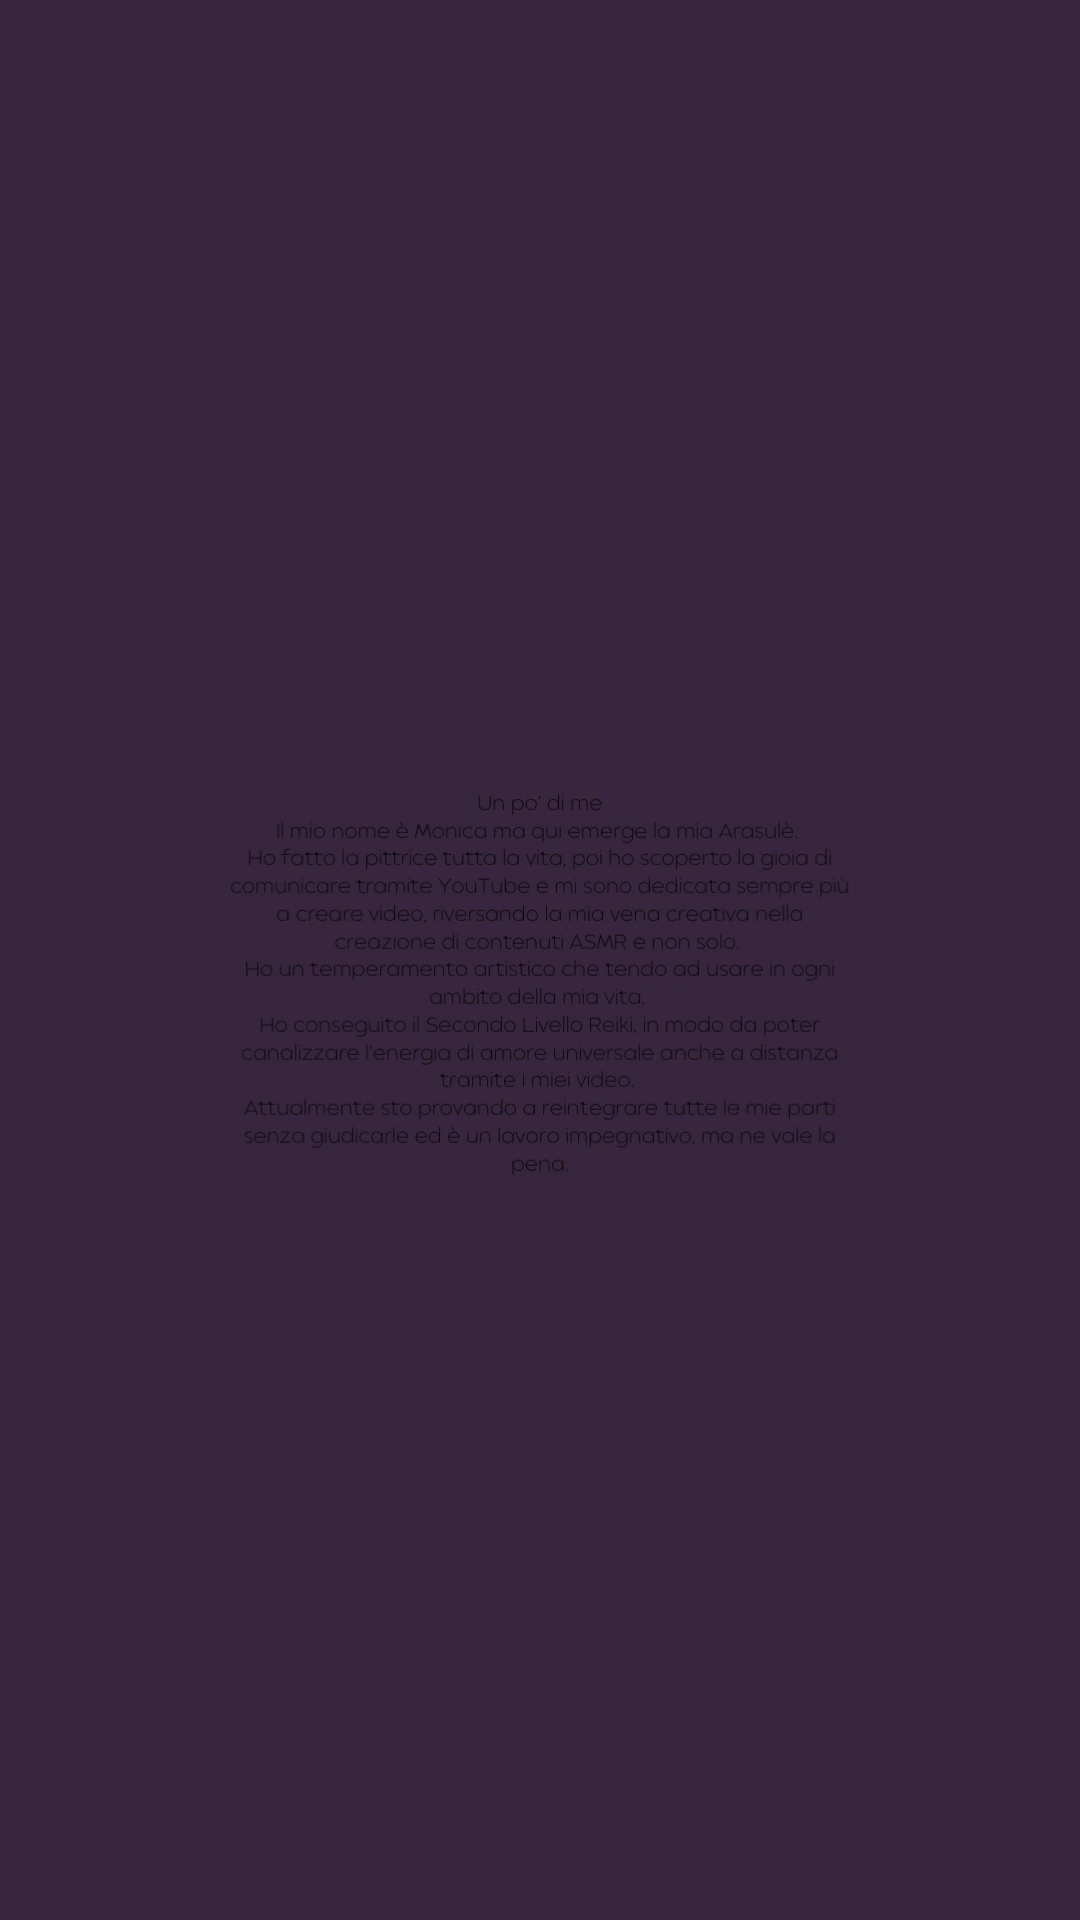 Un po' di me
Il mio nome è Monica ma qui emerge la mia Arasulè.
Ho fatto la pittrice tutta la vita, poi ho scoperto la gioia di
comunicare tramite YouTube e mi sono dedicata sempre più
a creare video, riversando la mia vena creativa nella
creazione di contenuti ASMR e non solo.
Ho un temperamento artistico che tendo ad usare in ogni
ambito della mia vita.
Ho conseguito il Secondo Livello Reiki, in modo da poter
canalizzare l'energia di amore universale anche a distanza
tramite i miei video.
Attualmente sto provando a reintegrare tutte le mie parti
senza giudicarle ed è un lavoro impegnativo, ma ne vale la
pena.